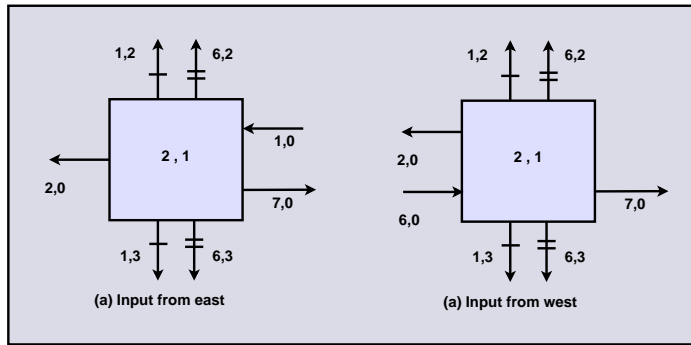 1,2 6,2
2 , 1
1,0
2,0
7,0
1,3 6,3
(a) Input from east
1,2 6,2
2,0
2 , 1
6,0
7,0
1,3 6,3
(a) Input from west